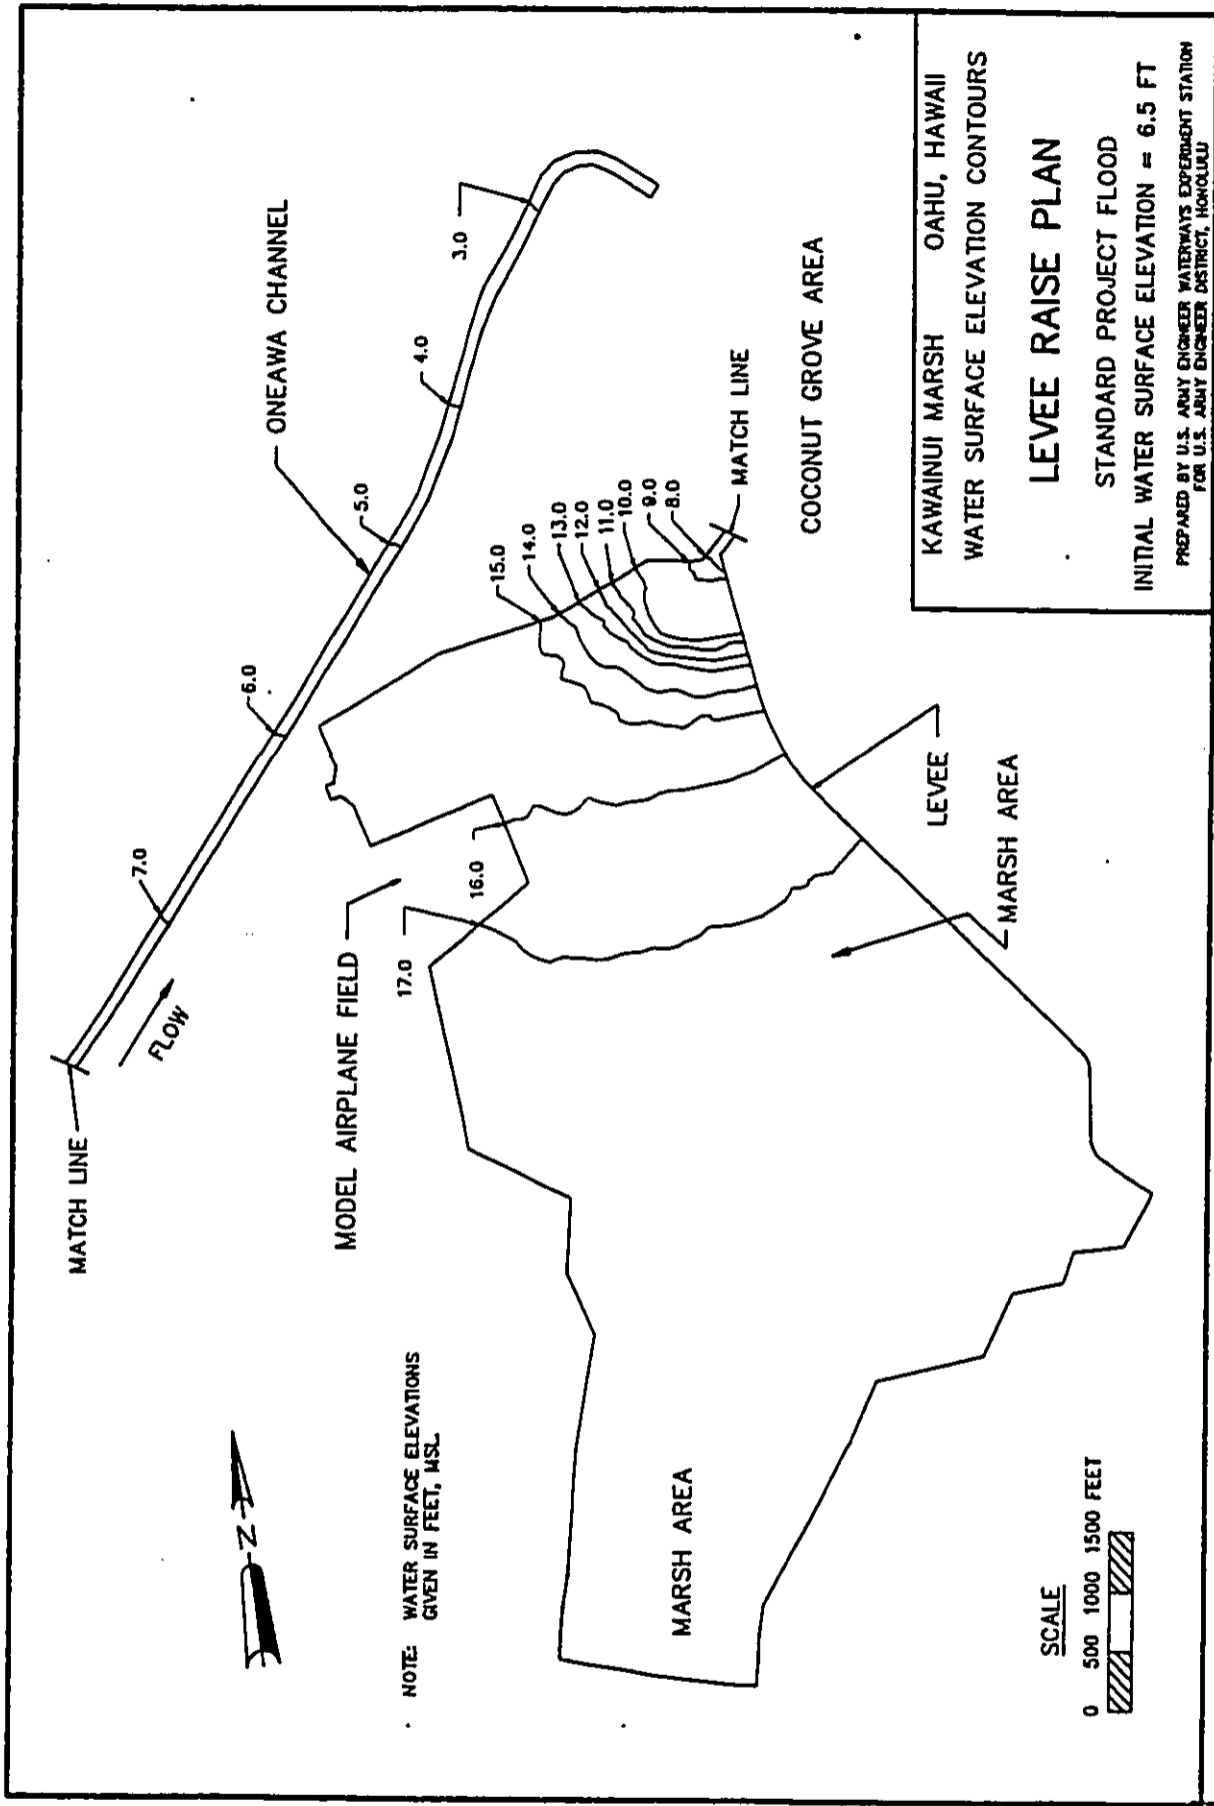 MATCH LINE
FLOW
7.0
6.0
5.0
4.0
3.0
ONEAWA CHANNEL
MODEL AIRPLANE FIELD
17.0
16.0
15.0
14.0
13.0
12.0
11.0
10.0
9.0
8.0
MATCH LINE
COCONUT GROVE AREA
LEVEE
MARSH AREA
N
NOTE: WATER SURFACE ELEVATIONS
GIVEN IN FEET, MSL.
MARSH AREA
SCALE
0 500 1000 1500 FEET
KAWAINUI MARSH OAHU, HAWAII
WATER SURFACE ELEVATION CONTOURS
LEVEE RAISE PLAN
STANDARD PROJECT FLOOD
INITIAL WATER SURFACE ELEVATION = 6.5 FT
PREPARED BY U.S. ARMY ENGINEER WATERWAYS EXPERIMENT STATION
FOR U.S. ARMY ENGINEER DISTRICT, HONOLULU